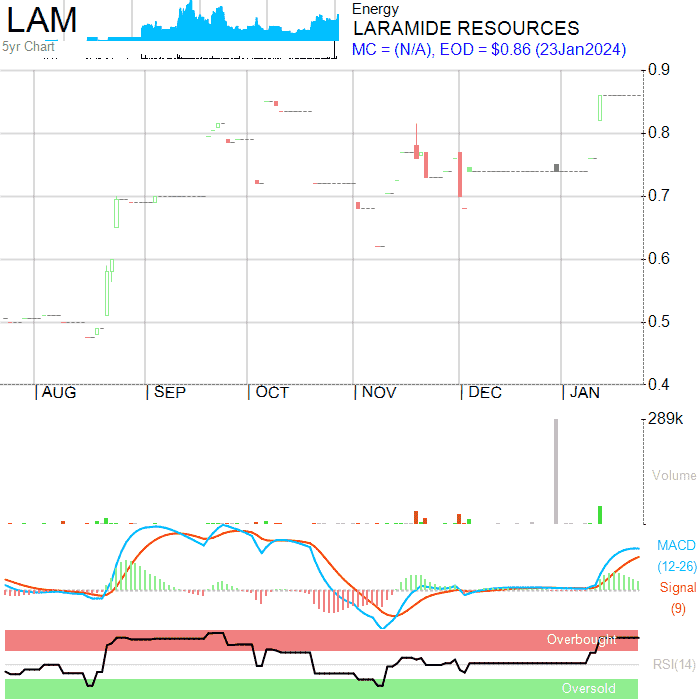 LAM
5yr Chart
Energy
LARAMIDE RESOURCES
MC = (N/A), EOD = $0.86 (23Jan2024)
0.9
0.8
0.7
0.6
0.5
0.4
AUG SEP OCT NOV DEC JAN
289k
Volume
MACD
(12-26)
Signal
(9)
Overbought
RSI(14)
Oversold